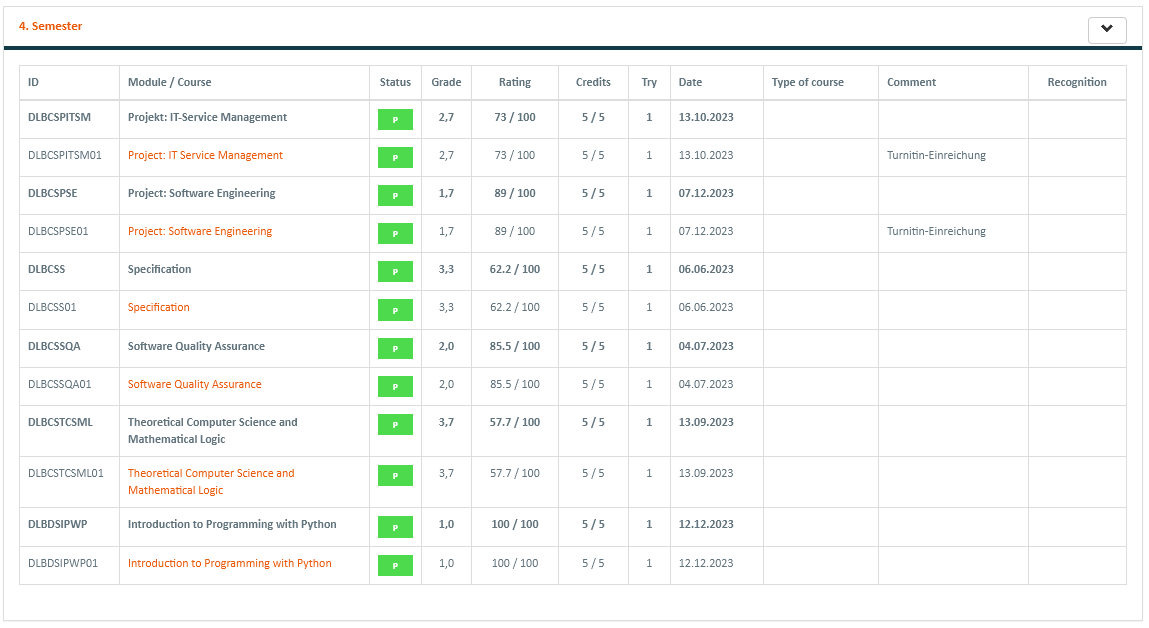 4. Semester
ID Module / Course Status Grade Rating Credits Try Date Type of course Comment Recognition
DLBCSPITSM Projekt: IT-Service Management P 2,7 73 / 100 5 / 5 1 13.10.2023
DLBCSPITSM01 Project: IT Service Management P 2,7 73 / 100 5 / 5 1 13.10.2023 Turnitin-Einreichung
DLBCSPSE Project: Software Engineering P 1,7 89 / 100 5 / 5 1 07.12.2023
DLBCSPSE01 Project: Software Engineering P 1,7 89 / 100 5 / 5 1 07.12.2023 Turnitin-Einreichung
DLBCSS Specification P 3,3 62.2 / 100 5 / 5 1 06.06.2023
DLBCSS01 Specification P 3,3 62.2 / 100 5 / 5 1 06.06.2023
DLBCSSQA Software Quality Assurance P 2,0 85.5 / 100 5 / 5 1 04.07.2023
DLBCSSQA01 Software Quality Assurance P 2,0 85.5 / 100 5 / 5 1 04.07.2023
DLBCSTCSML Theoretical Computer Science and P 3,7 57.7 / 100 5 / 5 1 13.09.2023
Mathematical Logic
DLBCSTCSML01 Theoretical Computer Science and P 3,7 57.7 / 100 5 / 5 1 13.09.2023
Mathematical Logic
DLBDSIPWP Introduction to Programming with Python P 1,0 100 / 100 5 / 5 1 12.12.2023
DLBDSIPWP01 Introduction to Programming with Python P 1,0 100 / 100 5 / 5 1 12.12.2023